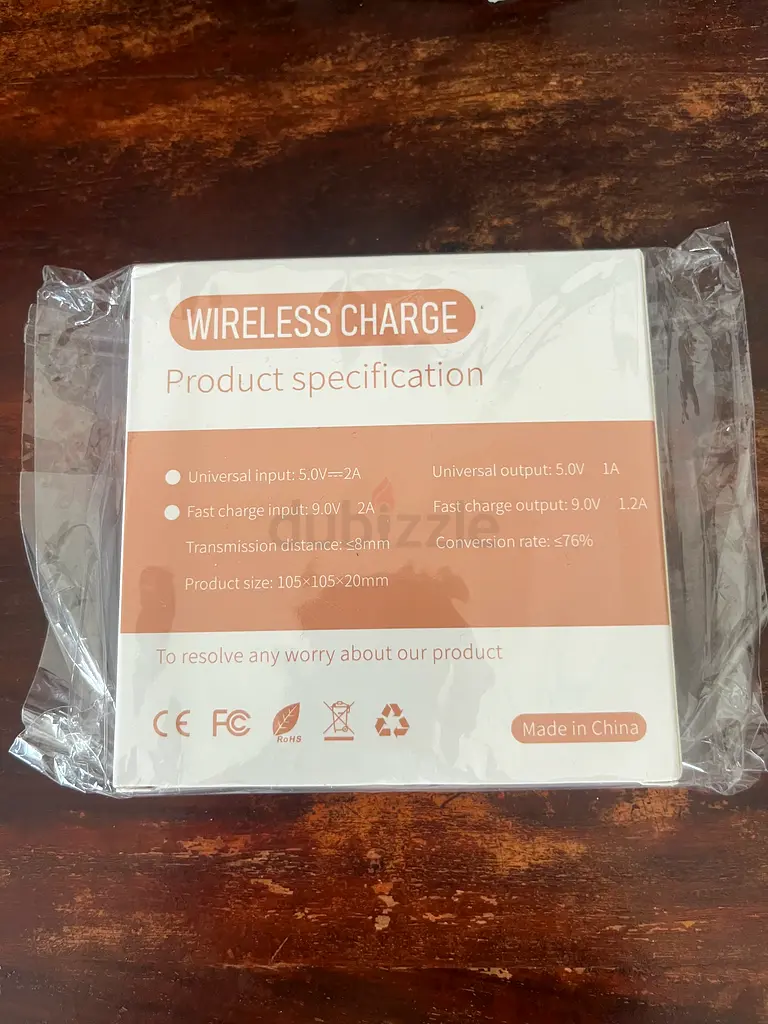 WIRELESS CHARGE
Product specification
Universal input: 5.0V⎓2A Universal output: 5.0V 1A
Fast charge input: 9.0V 2A Fast charge output: 9.0V 1.2A
dubizzle
Transmission distance: ≤8mm Conversion rate: ≤76%
Product size: 105×105×20mm
To resolve any worry about our product
CE FC RoHS
Made in China